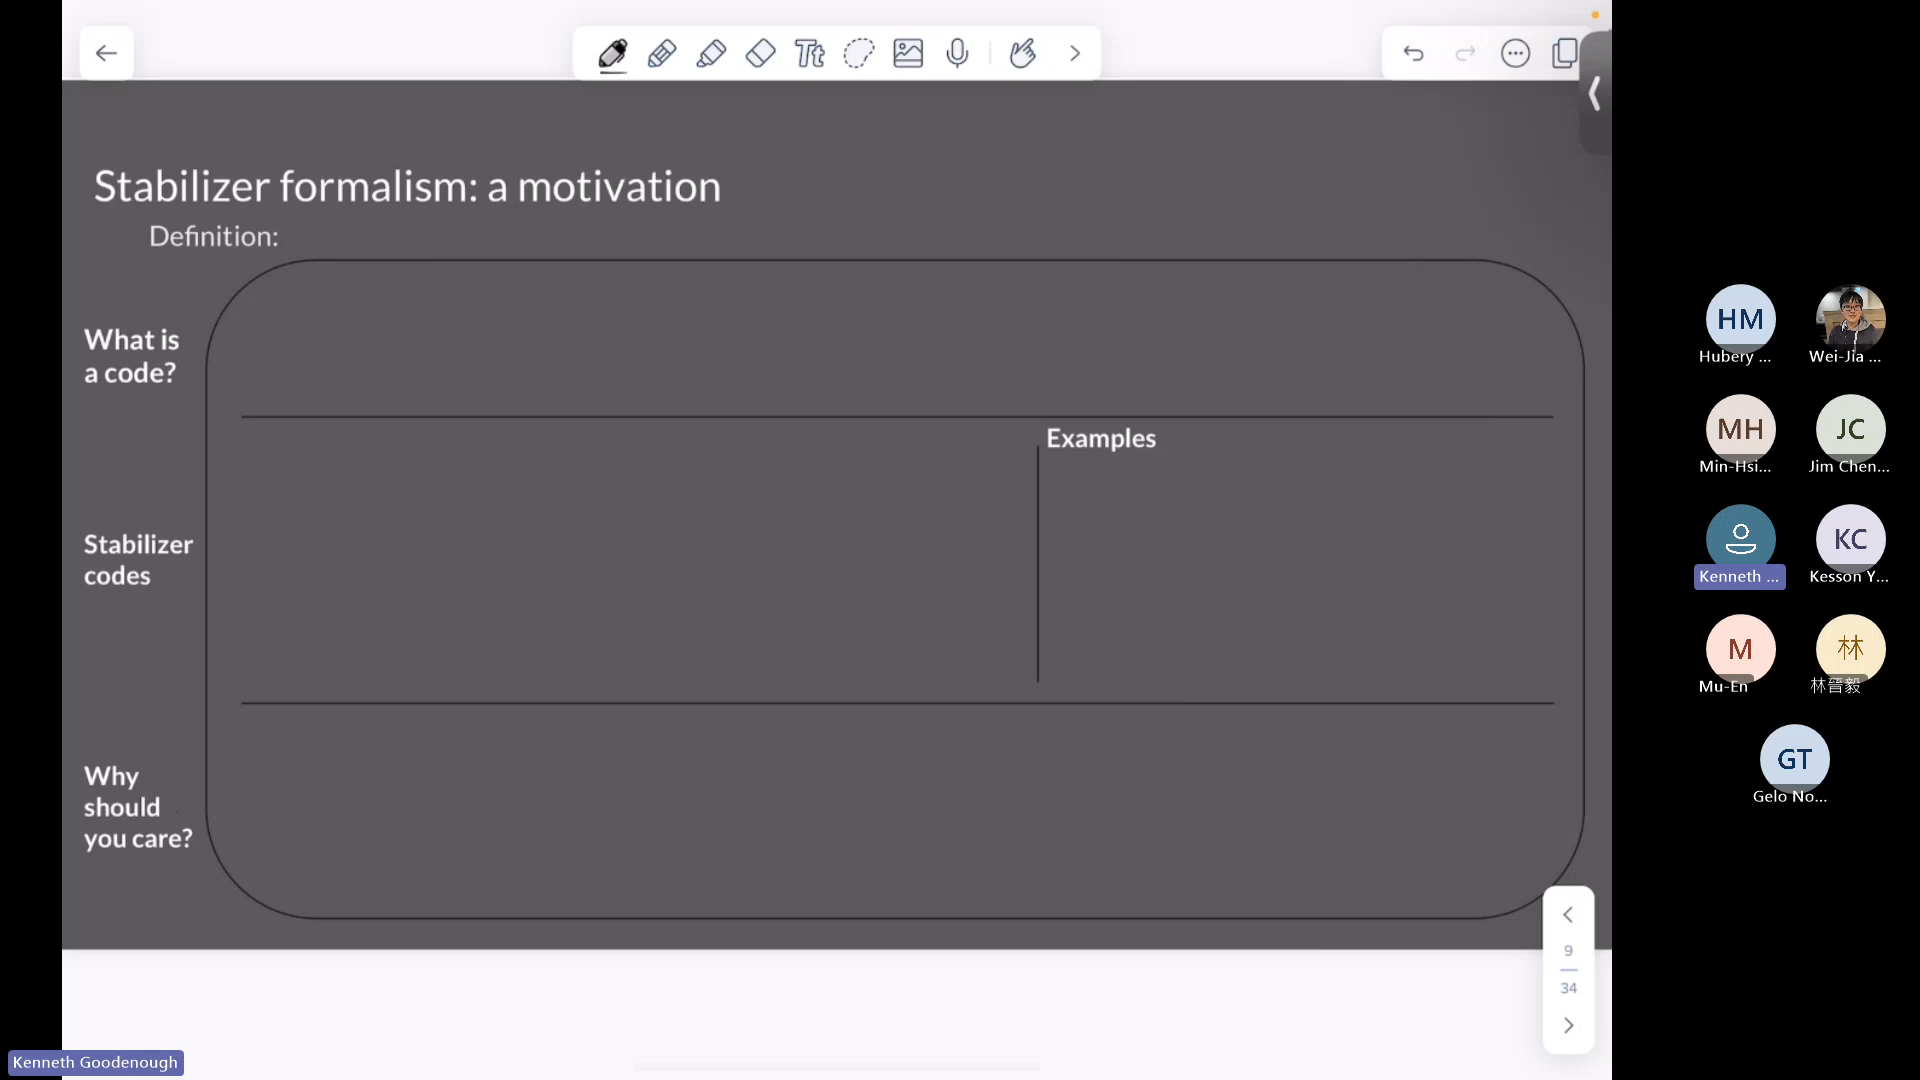 Tt
Stabilizer formalism: a motivation
Definition:
What is
a code?
Examples
Stabilizer
codes
Why
should
you care?
9
34
HM
Hubery ...
Wei-Jia ...
MH
Min-Hsi...
JC
Jim Chen...
Kenneth ...
KC
Kesson Y...
M
Mu-En
林
林晉毅
GT
Gelo No...
Kenneth Goodenough